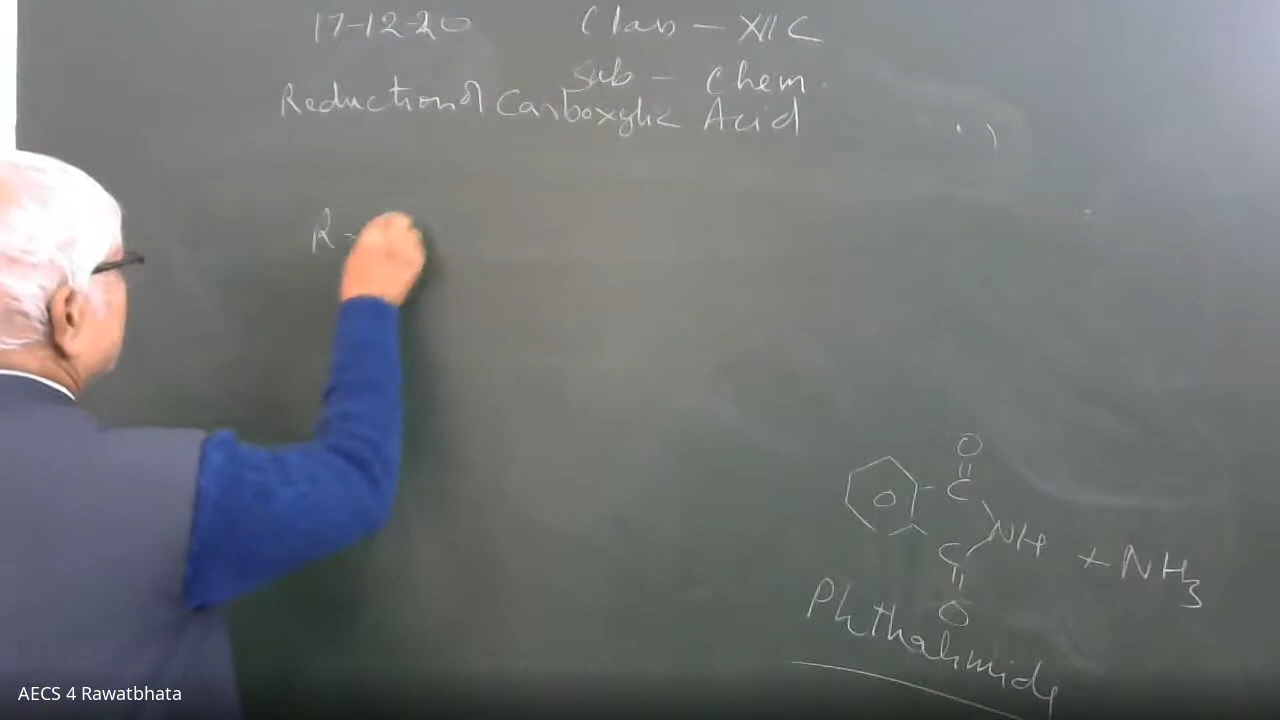 17-12-20 Class - XII C
Sub - Chem.
Reduction of Carboxylic Acid
R -
O
C
O
NH + NH3
C
O
Phthalimide
AECS 4 Rawatbhata